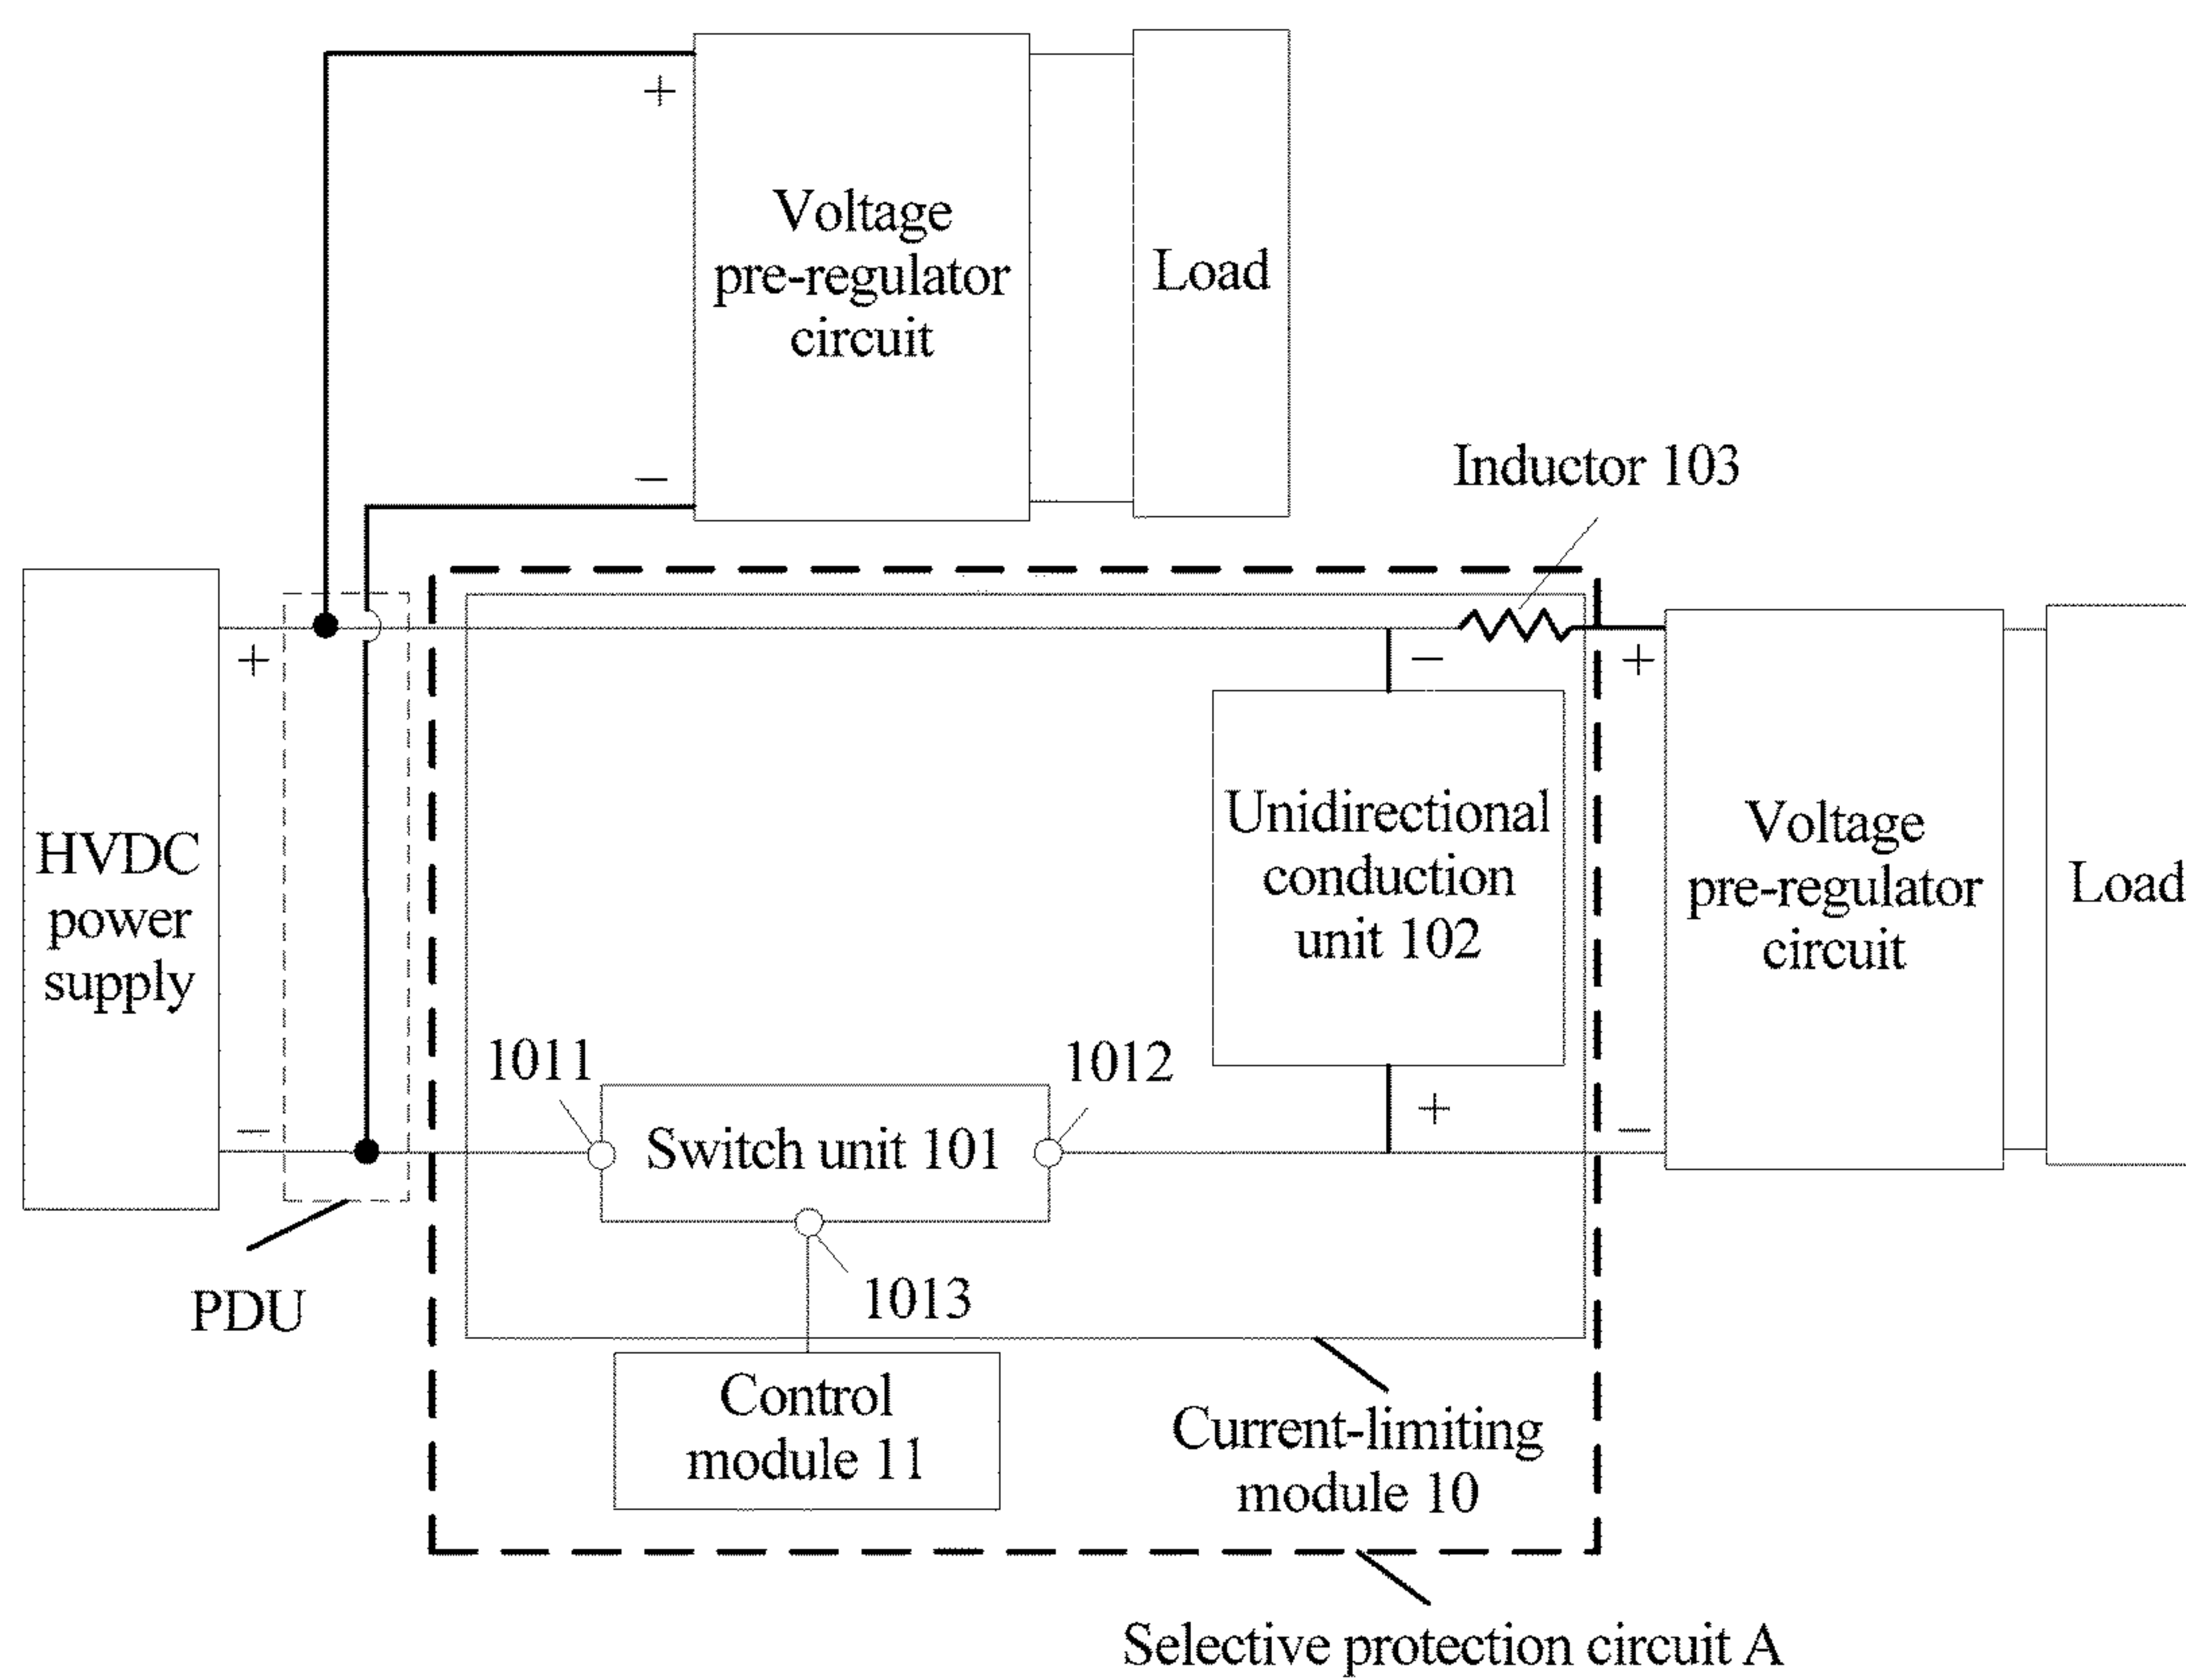 +
Voltage
pre-regulator
circuit
Load
−
Inductor 103
HVDC
power
supply
+
−
+
−
Unidirectional
conduction
unit 102
+
Voltage
pre-regulator
circuit
Load
−
1011
1012
Switch unit 101
1013
PDU
Control
module 11
Current-limiting
module 10
Selective protection circuit A